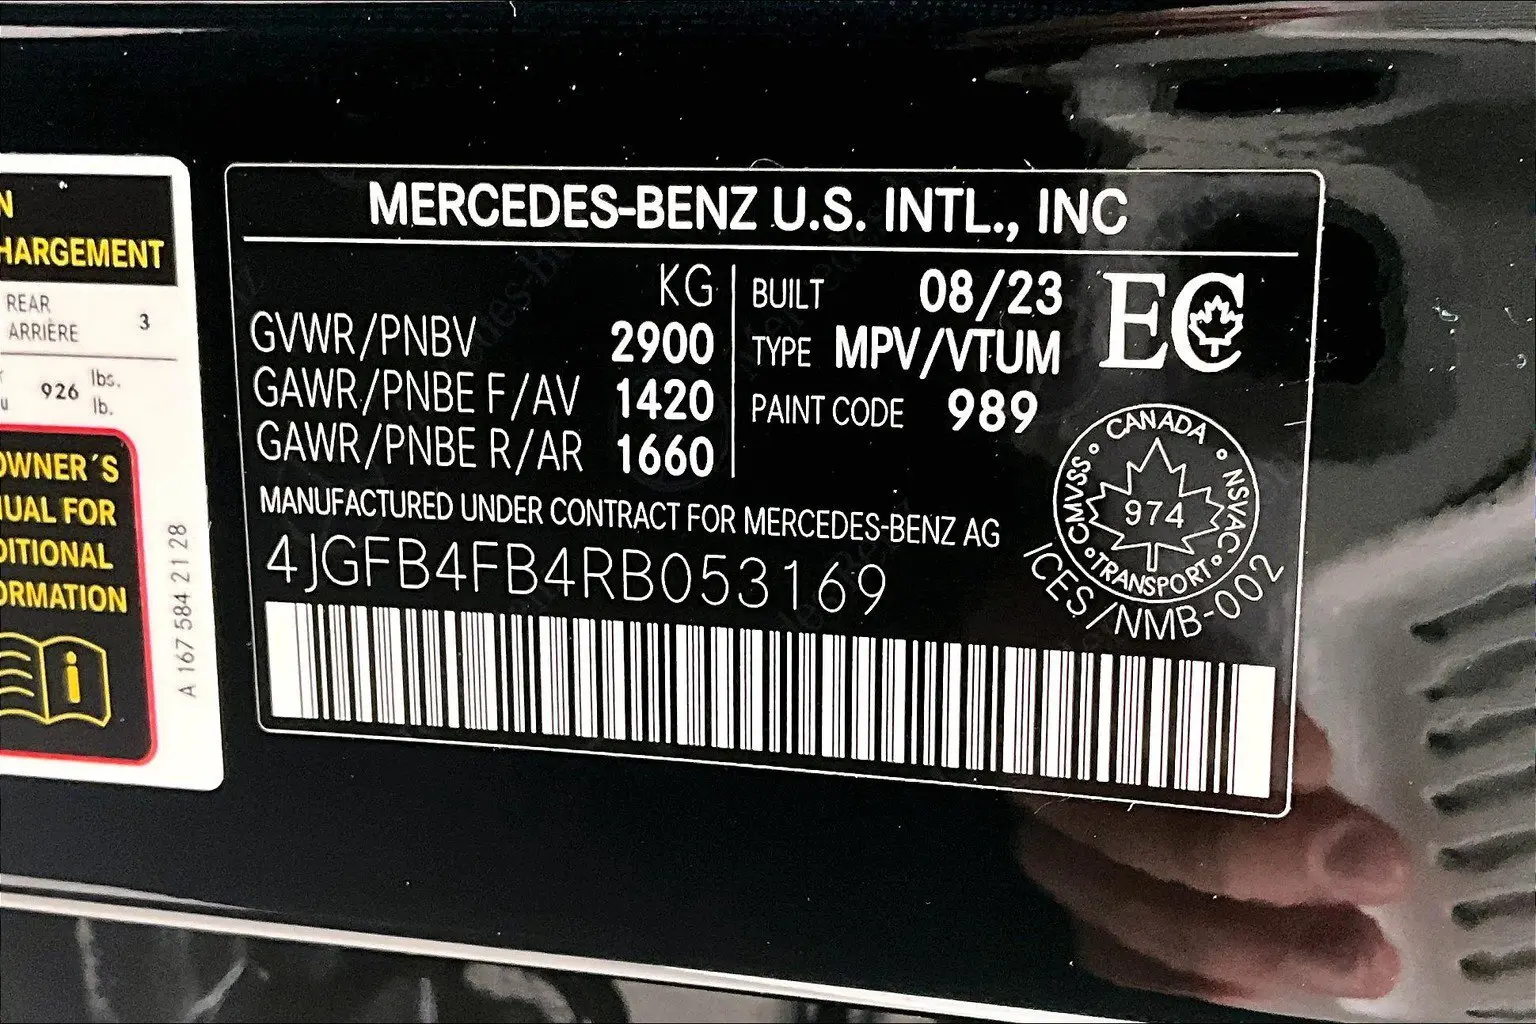 N
HARGEMENT
REAR
ARRIÈRE 3
926 lbs.
lb.
OWNER´S
UAL FOR
DITIONAL
ORMATION
i
A 167 584 21 28
MERCEDES-BENZ U.S. INTL., INC
KG
GVWR/PNBV 2900
GAWR/PNBE F/AV 1420
GAWR/PNBE R/AR 1660
BUILT 08/23
TYPE MPV/VTUM
PAINT CODE 989
EC
MANUFACTURED UNDER CONTRACT FOR MERCEDES-BENZ AG
4JGFB4FB4RB053169
CANADA
CMVSS NSVAC
974
TRANSPORT
ICES/NMB-002